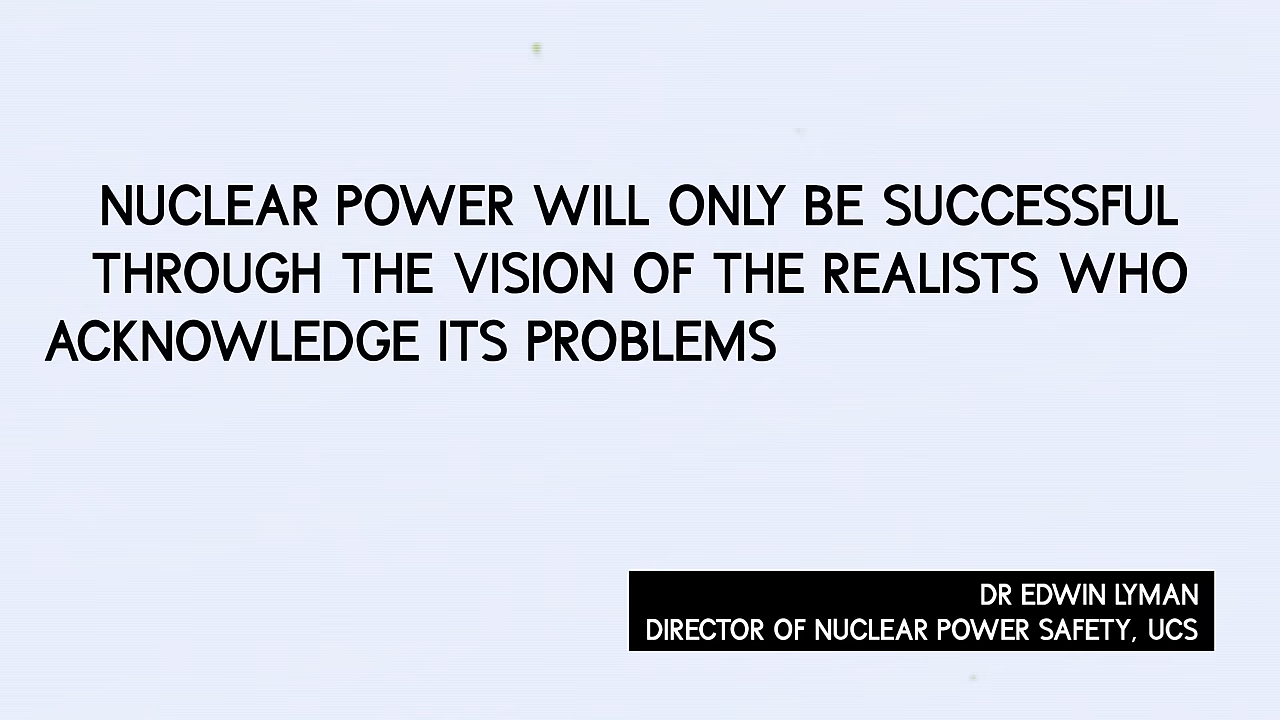 NUCLEAR POWER WILL ONLY BE SUCCESSFUL
THROUGH THE VISION OF THE REALISTS WHO
ACKNOWLEDGE ITS PROBLEMS
DR EDWIN LYMAN
DIRECTOR OF NUCLEAR POWER SAFETY, UCS